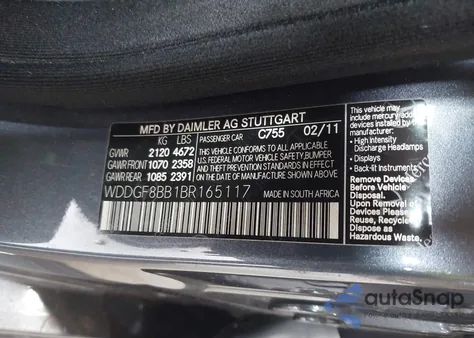 MFD BY DAIMLER AG STUTTGART
KG LBS PASSENGER CAR C755 02/11
GVWR 2120 4672 THIS VEHICLE CONFORMS TO ALL APPLICABLE
GAWR FRONT 1070 2358 U.S. FEDERAL MOTOR VEHICLE SAFETY, BUMPER
GAWR REAR 1085 2391 AND THEFT PREVENTION STANDARDS IN EFFECT
ON THE DATE OF MANUFACTURE SHOWN ABOVE.
WDDGF8BB1BR165117 MADE IN SOUTH AFRICA
This vehicle may
include mercury-
added devices
installed by the
manufacturer:
• High-Intensity
Discharge Headlamps
• Displays
• Back-lit Instruments
Remove Devices
Before Vehicle
Disposal.
Upon Removal of
Devices Please
Reuse, Recycle or
Dispose as
Hazardous Waste.
autoSnap